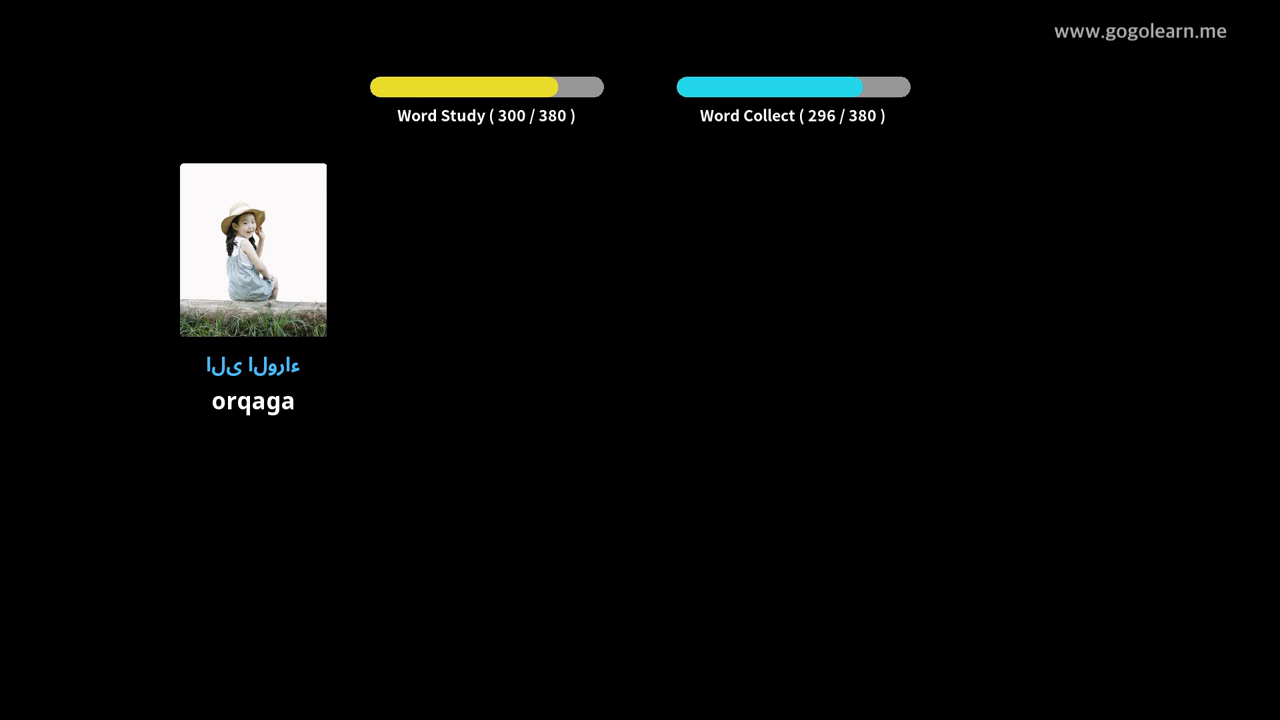 www.gogolearn.me
Word Study ( 300 / 380 )
Word Collect ( 296 / 380 )
الى الوراء
orqaga